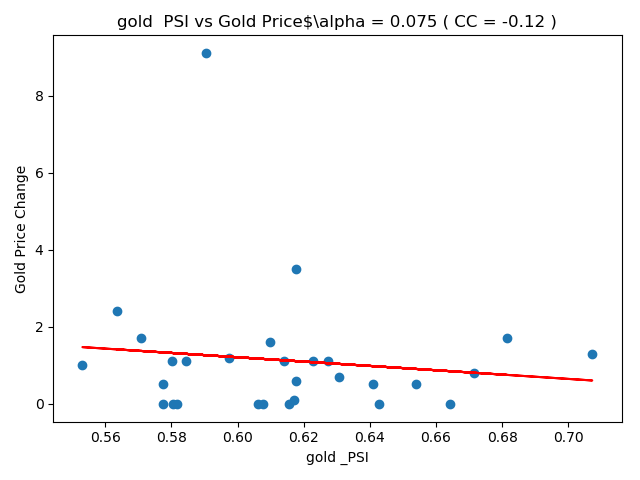 gold  PSI vs Gold Price$\alpha = 0.075 ( CC = -0.12 )
Gold Price Change
8
6
4
2
0
0.56 0.58 0.60 0.62 0.64 0.66 0.68 0.70
gold _PSI